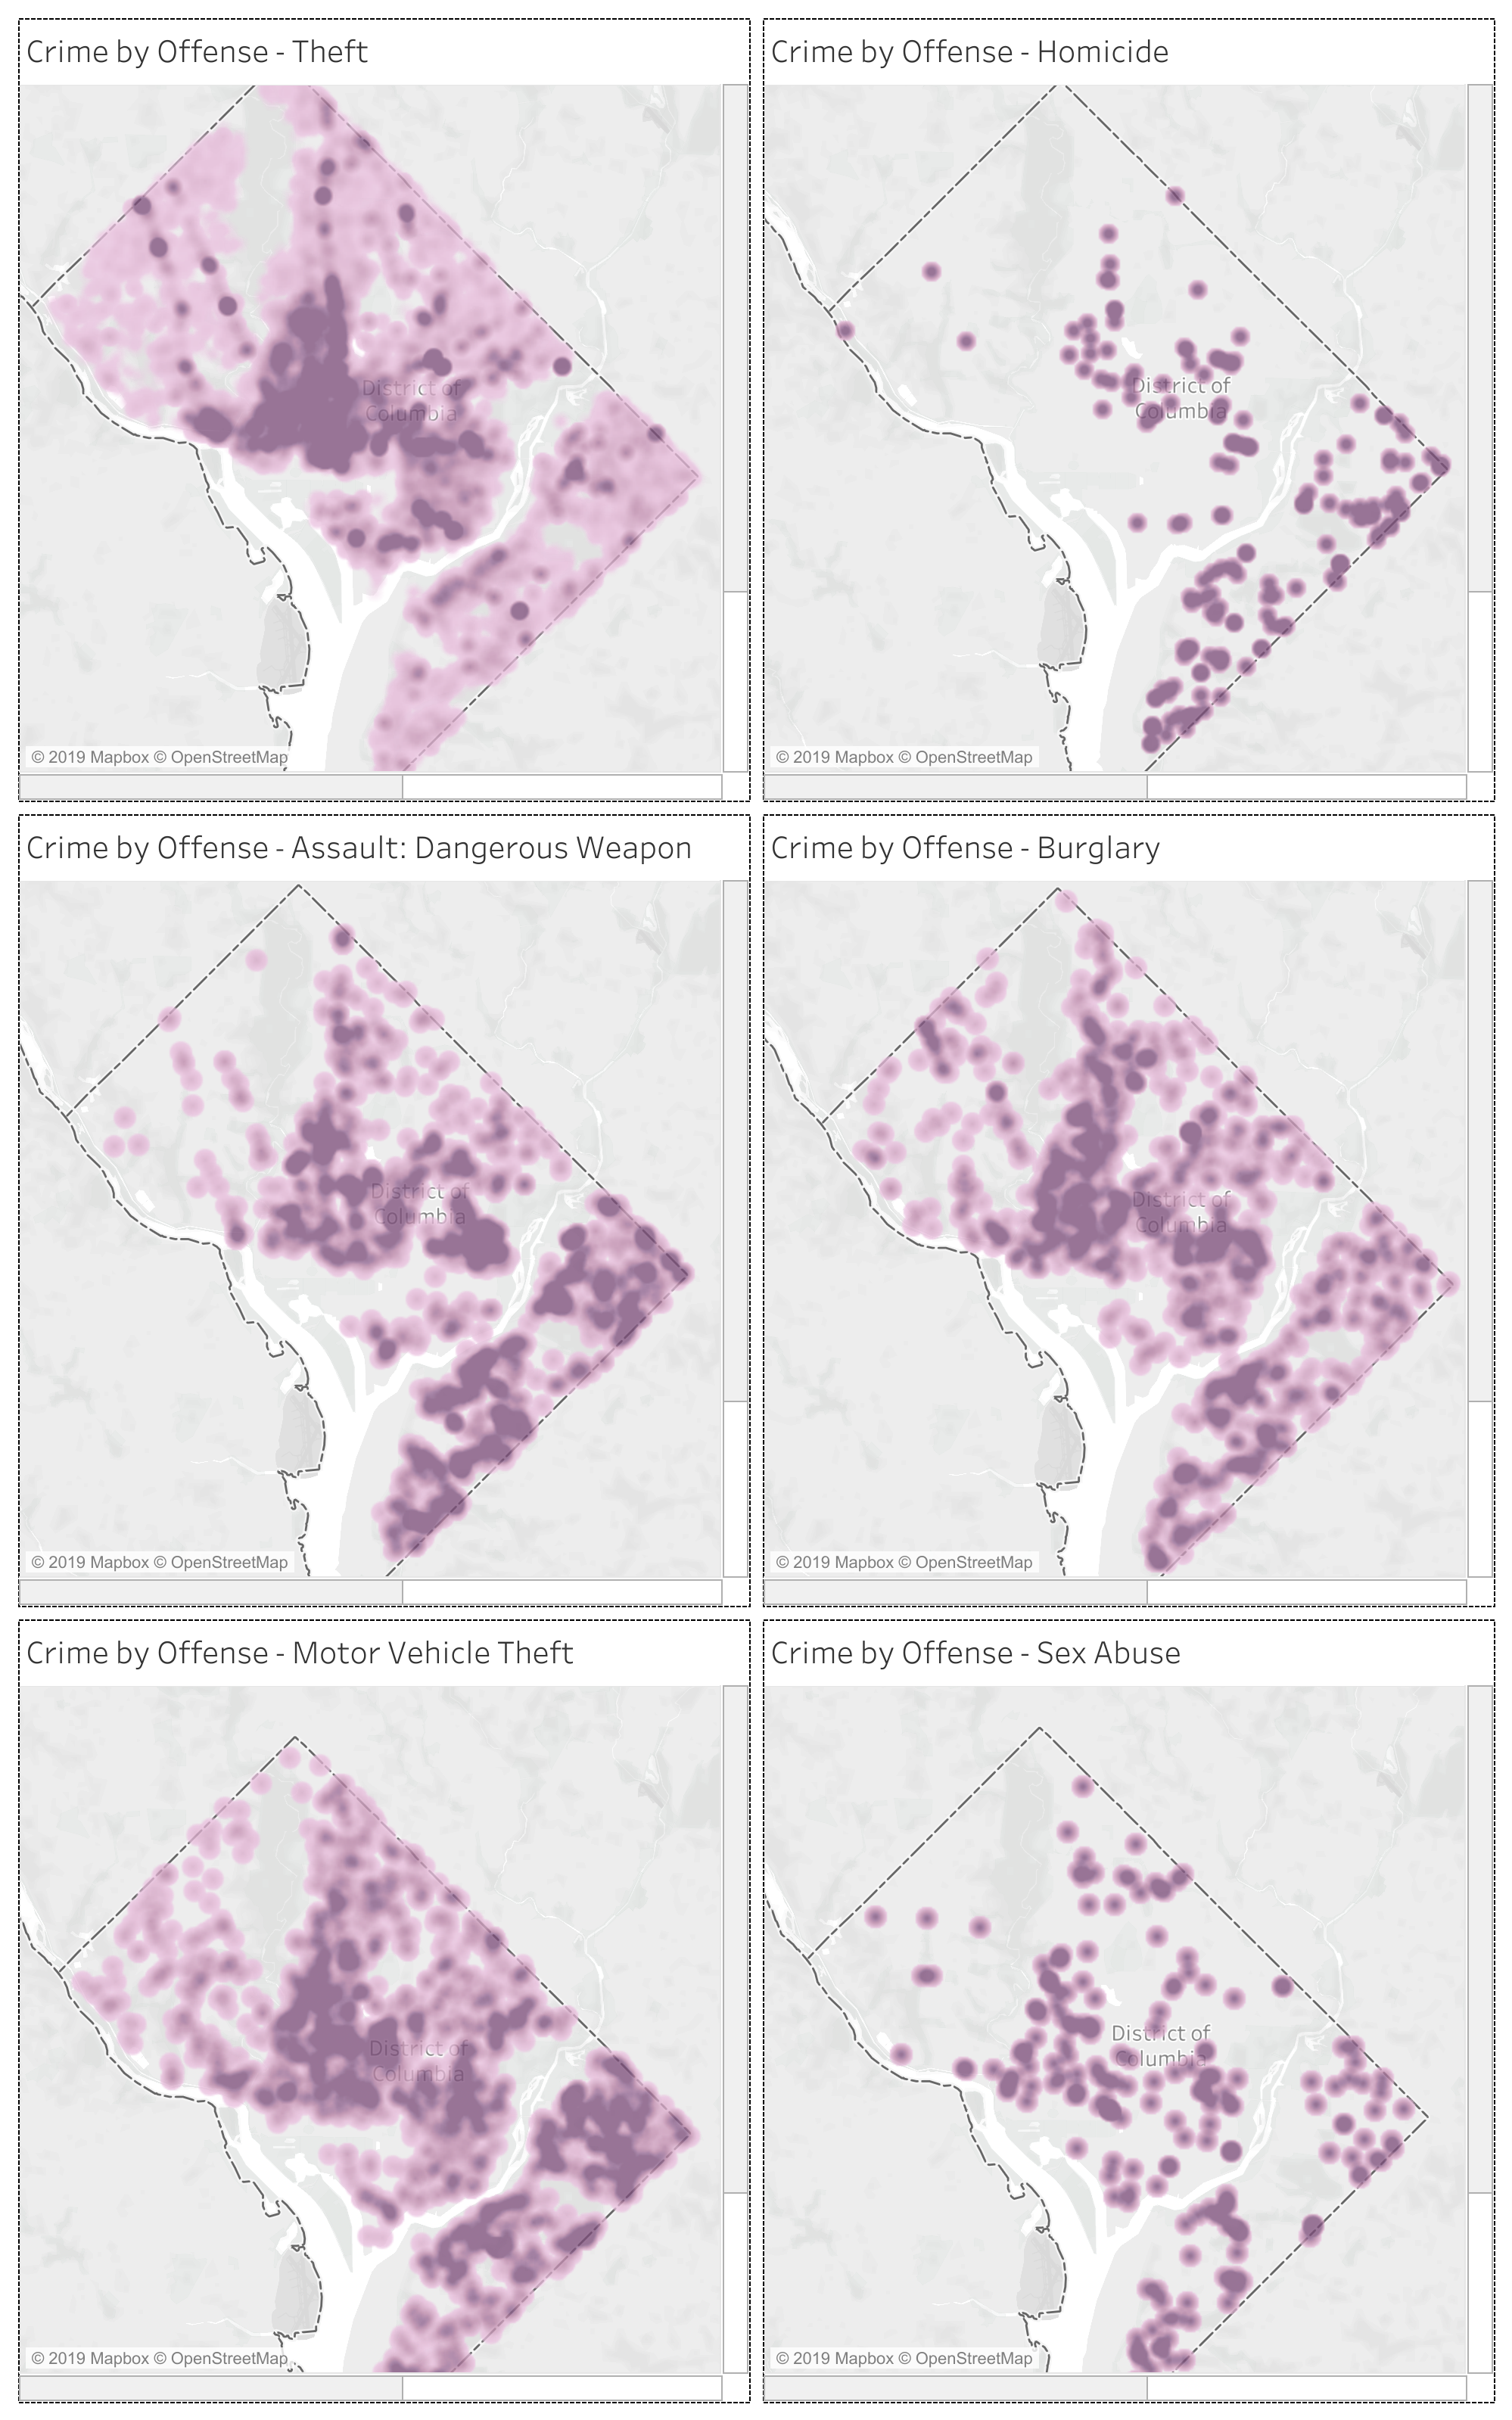 Crime by Offense - Theft
District of
Columbia
© 2019 Mapbox © OpenStreetMap
Crime by Offense - Homicide
District of
Columbia
© 2019 Mapbox © OpenStreetMap
Crime by Offense - Assault: Dangerous Weapon
District of
Columbia
© 2019 Mapbox © OpenStreetMap
Crime by Offense - Burglary
District of
Columbia
© 2019 Mapbox © OpenStreetMap
Crime by Offense - Motor Vehicle Theft
District of
Columbia
© 2019 Mapbox © OpenStreetMap
Crime by Offense - Sex Abuse
District of
Columbia
© 2019 Mapbox © OpenStreetMap